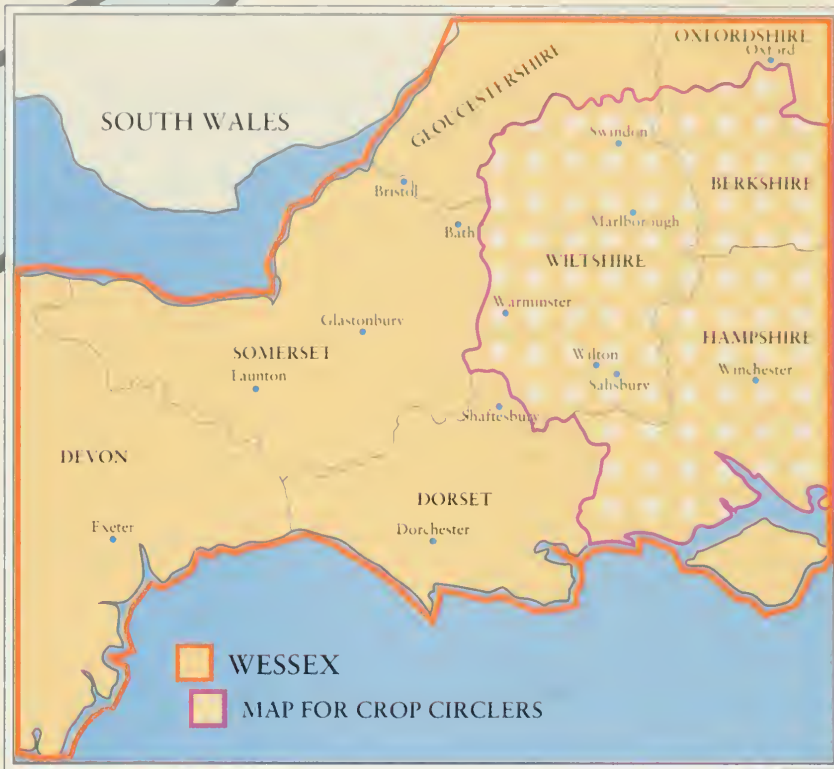 OXFORDSHIRE
Oxford
GLOUCESTERSHIRE
SOUTH WALES
Swindon
Bristol
BERKSHIRE
Marlborough
Bath
WILTSHIRE
Warminster
Glastonbury
HAMPSHIRE
SOMERSET
Wilton
Winchester
Taunton
Salisbury
Shaftesbury
DEVON
DORSET
Exeter
Dorchester
WESSEX
MAP FOR CROP CIRCLERS